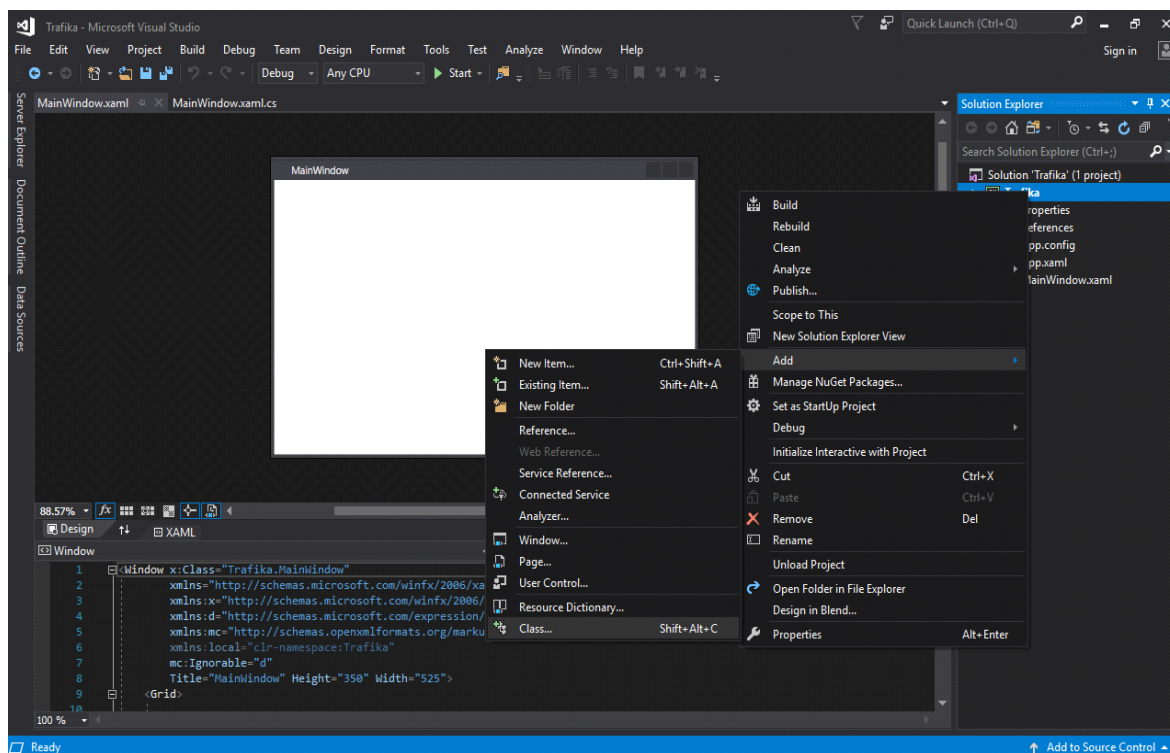 Trafika - Microsoft Visual Studio
Quick Launch (Ctrl+Q)
File Edit View Project Build Debug Team Design Format Tools Test Analyze Window Help
Sign in
Debug Any CPU Start
Server Explorer
Document Outline
Data Sources
MainWindow.xaml MainWindow.xaml.cs
MainWindow
Solution Explorer
Search Solution Explorer (Ctrl+;)
Solution 'Trafika' (1 project)
ka
roperties
eferences
pp.config
pp.xaml
lainWindow.xaml
Build
Rebuild
Clean
Analyze
Publish...
Scope to This
New Solution Explorer View
Add
Manage NuGet Packages...
Set as StartUp Project
Debug
Initialize Interactive with Project
Cut Ctrl+X
Paste Ctrl+V
Remove Del
Rename
Unload Project
Open Folder in File Explorer
Design in Blend...
Properties Alt+Enter
New Item... Ctrl+Shift+A
Existing Item... Shift+Alt+A
New Folder
Reference...
Web Reference...
Service Reference...
Connected Service
Analyzer...
Window...
Page...
User Control...
Resource Dictionary...
Class... Shift+Alt+C
88.57% fx
Design XAML
Window
1 <Window x:Class="Trafika.MainWindow"
2 xmlns="http://schemas.microsoft.com/winfx/2006/xa
3 xmlns:x="http://schemas.microsoft.com/winfx/2006/
4 xmlns:d="http://schemas.microsoft.com/expression/
5 xmlns:mc="http://schemas.openxmlformats.org/marku
6 xmlns:local="clr-namespace:Trafika"
7 mc:Ignorable="d"
8 Title="MainWindow" Height="350" Width="525">
9 <Grid>
10
100 %
Ready
Add to Source Control